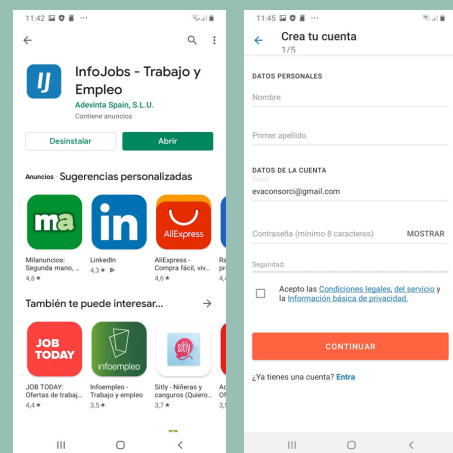 11:42
InfoJobs - Trabajo y
Empleo
Adevinta Spain, S.L.U.
Contiene anuncios
Desinstalar
Abrir
Anuncios · Sugerencias personalizadas
ma
in
AliExpress
Milanuncios:
Segunda mano, ...
4,6★
LinkedIn
4,3★
AliExpress -
Compra fácil, viv...
4,6★
Ra
pr
4,
También te puede interesar...
JOB
TODAY
infoempleo
sitly
JOB TODAY:
Ofertas de trabaj...
4,4★
Infoempleo -
Trabajo y empleo
3,5★
Sitly - Niñeras y
canguros (Quiero...
3,7★
11:45
Crea tu cuenta
1/5
DATOS PERSONALES
Nombre
Primer apellido
DATOS DE LA CUENTA
Email
evaconsorci@gmail.com
Contraseña (mínimo 8 caracteres)
MOSTRAR
Seguridad:
Acepto las Condiciones legales, del servicio y
la Información básica de privacidad.
CONTINUAR
¿Ya tienes una cuenta? Entra